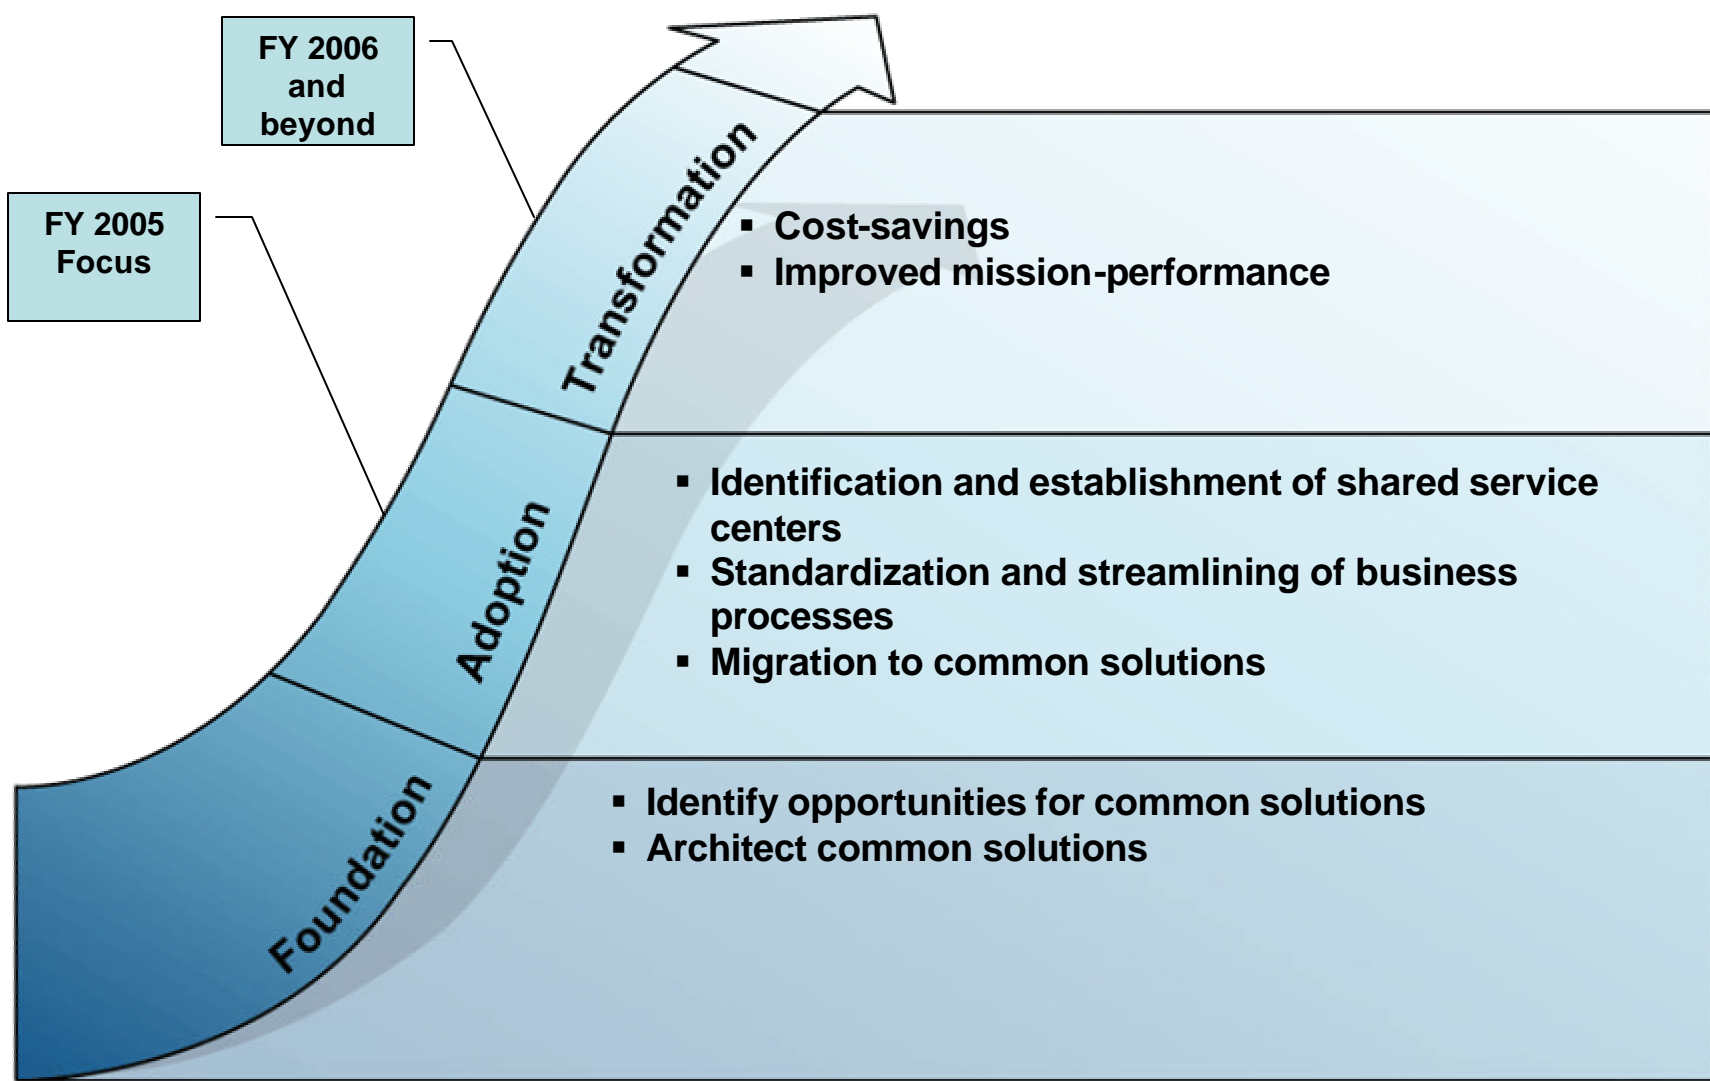 FY 2006
and
beyond
FY 2005
Focus
Transformation
▪ Cost-savings
▪ Improved mission-performance
Adoption
▪ Identification and establishment of shared service
centers
▪ Standardization and streamlining of business
processes
▪ Migration to common solutions
Foundation
▪ Identify opportunities for common solutions
▪ Architect common solutions